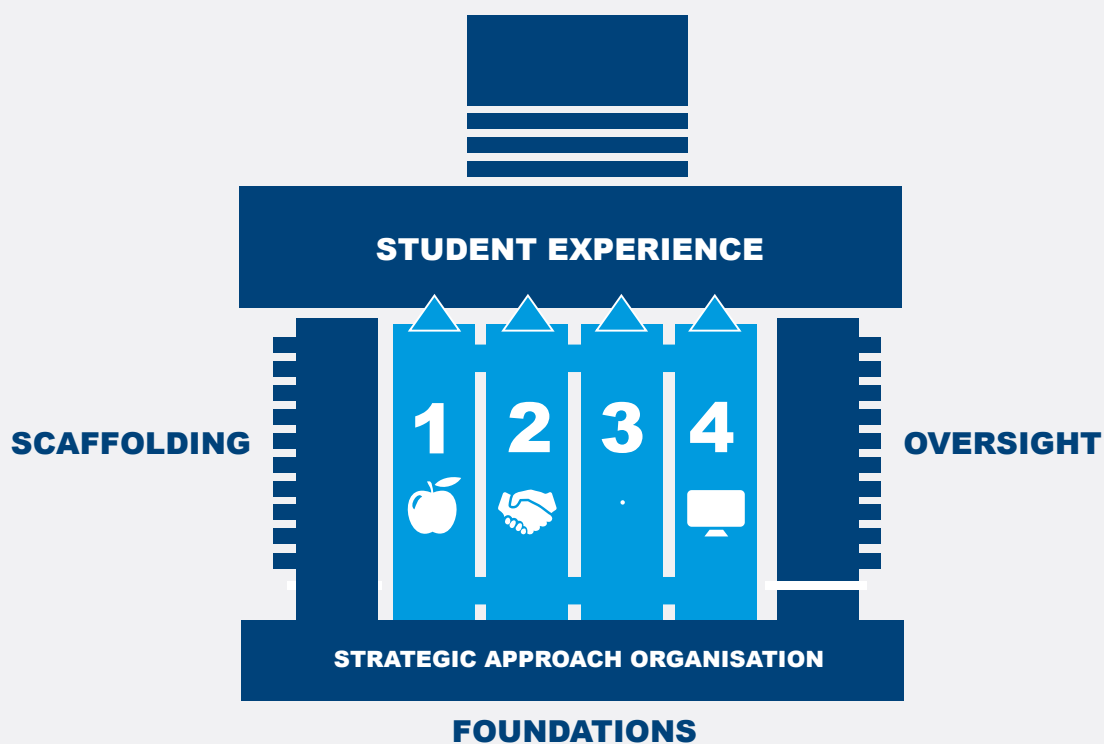 STUDENT EXPERIENCE
1 2 3 4
SCAFFOLDING
OVERSIGHT
STRATEGIC APPROACH ORGANISATION
FOUNDATIONS